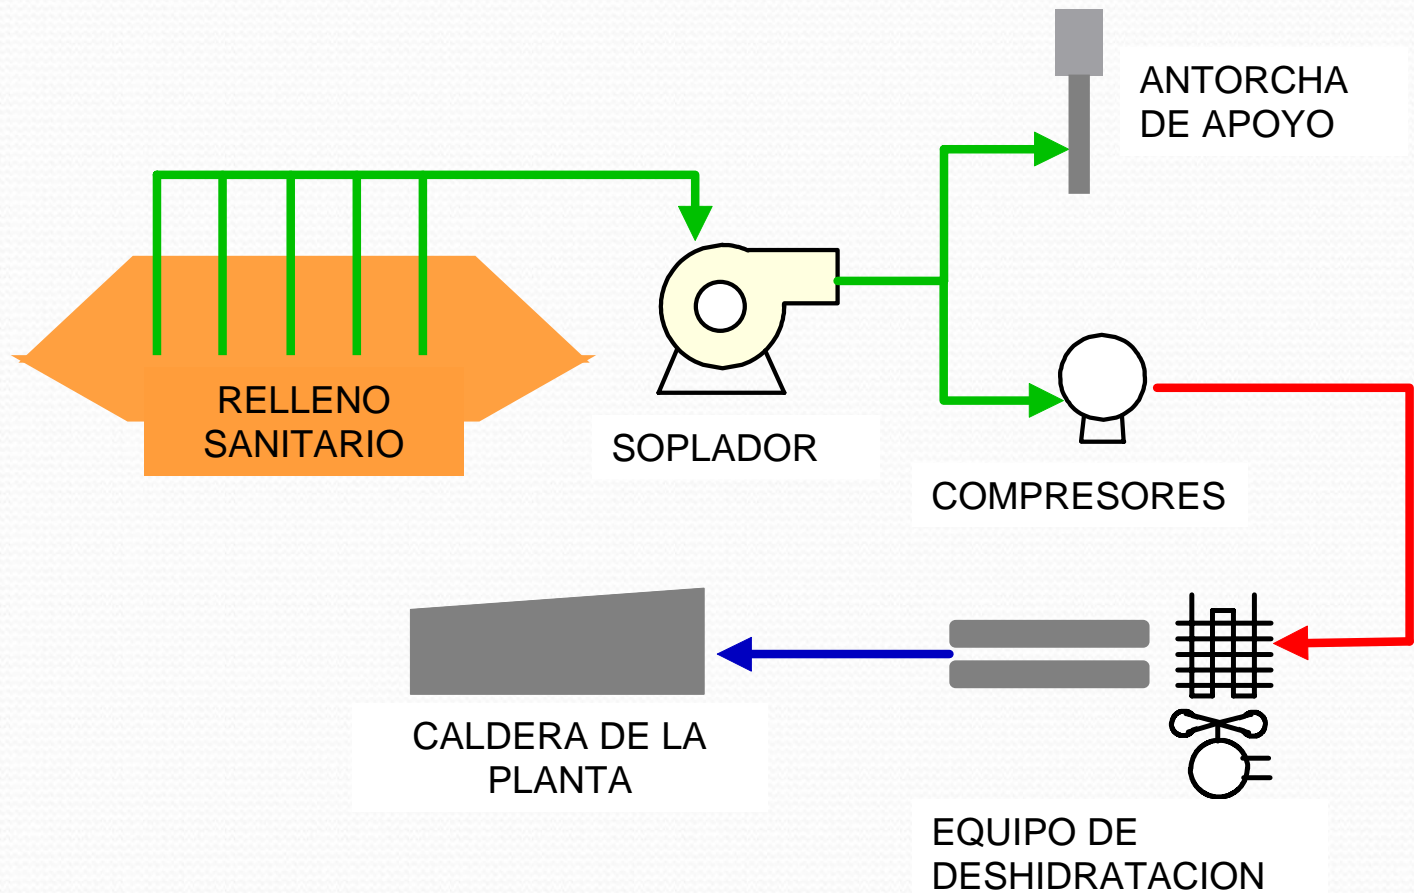 ANTORCHA
DE APOYO
RELLENO
SANITARIO
SOPLADOR
COMPRESORES
CALDERA DE LA
PLANTA
EQUIPO DE
DESHIDRATACION